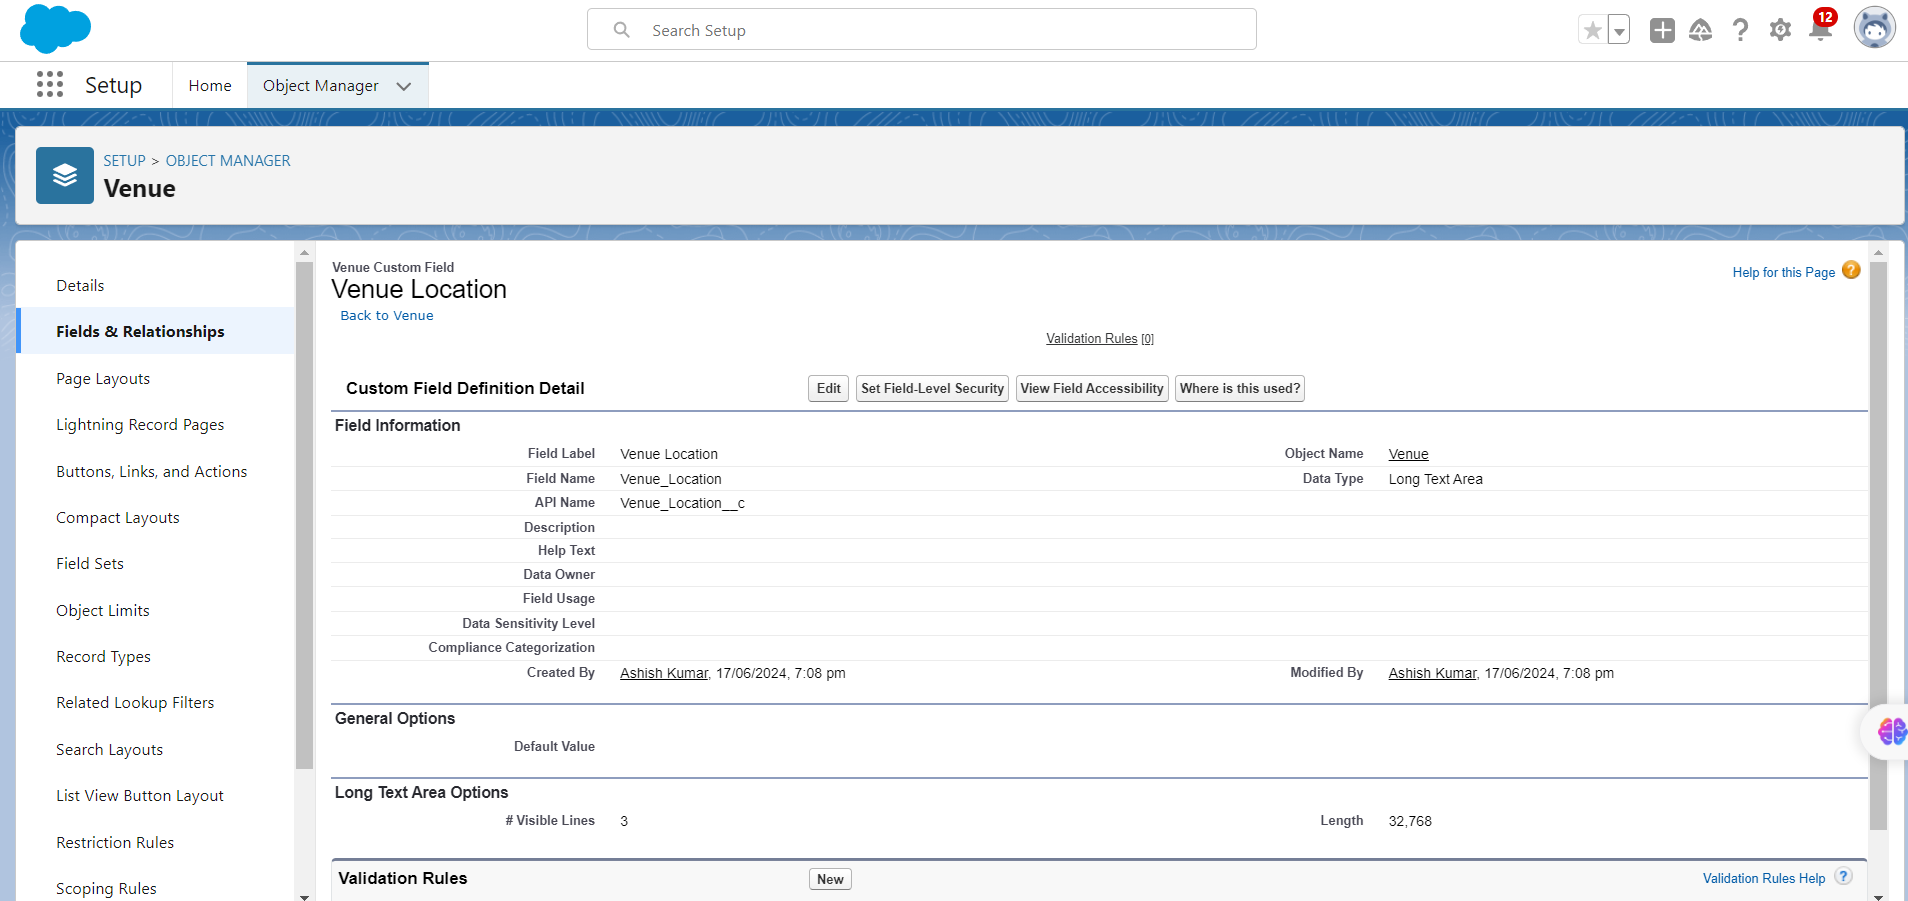 Search Setup
12
Setup
Home
Object Manager
SETUP > OBJECT MANAGER
Venue
Details
Fields & Relationships
Page Layouts
Lightning Record Pages
Buttons, Links, and Actions
Compact Layouts
Field Sets
Object Limits
Record Types
Related Lookup Filters
Search Layouts
List View Button Layout
Restriction Rules
Scoping Rules
Venue Custom Field
Venue Location
Back to Venue
Help for this Page ?
Validation Rules [0]
Custom Field Definition Detail
Edit Set Field-Level Security View Field Accessibility Where is this used?
Field Information
Field Label Venue Location Object Name Venue
Field Name Venue_Location Data Type Long Text Area
API Name Venue_Location__c
Description
Help Text
Data Owner
Field Usage
Data Sensitivity Level
Compliance Categorization
Created By Ashish Kumar, 17/06/2024, 7:08 pm Modified By Ashish Kumar, 17/06/2024, 7:08 pm
General Options
Default Value
Long Text Area Options
# Visible Lines 3 Length 32,768
Validation Rules New Validation Rules Help ?